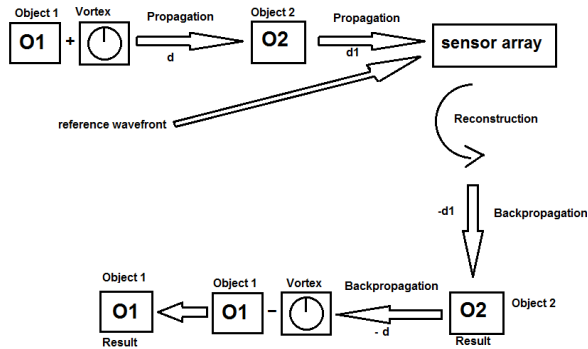 Object 1 Vortex Propagation Object 2 Propagation
O1 + d O2 d1 sensor array
reference wavefront
Reconstruction
-d1 Backpropagation
Object 1 Object 1 Vortex Backpropagation
O1 O1 – - d O2 Object 2
Result Result